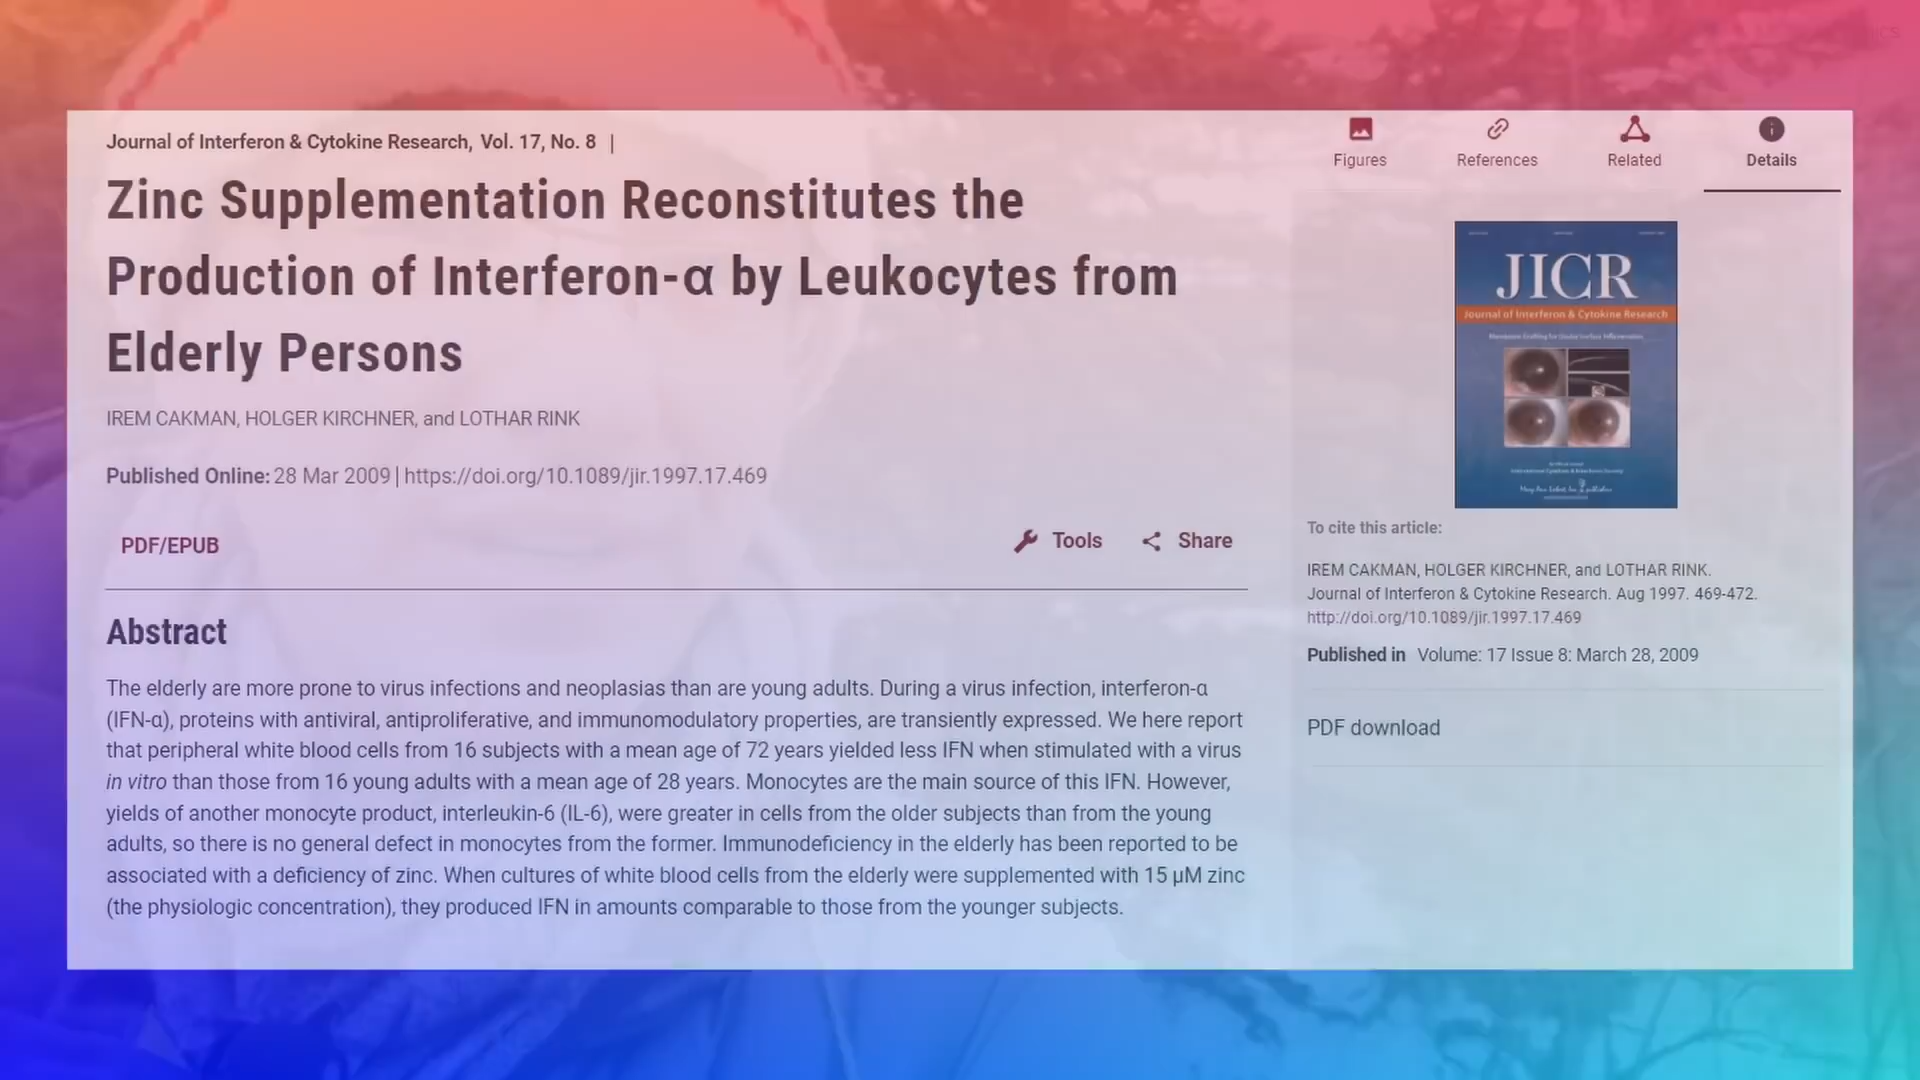 Journal of Interferon & Cytokine Research, Vol. 17, No. 8 |
Zinc Supplementation Reconstitutes the
Production of Interferon-α by Leukocytes from
Elderly Persons
IREM CAKMAN, HOLGER KIRCHNER, and LOTHAR RINK
Published Online: 28 Mar 2009 | https://doi.org/10.1089/jir.1997.17.469
PDF/EPUB
Tools
Share
Abstract
The elderly are more prone to virus infections and neoplasias than are young adults. During a virus infection, interferon-α
(IFN-α), proteins with antiviral, antiproliferative, and immunomodulatory properties, are transiently expressed. We here report
that peripheral white blood cells from 16 subjects with a mean age of 72 years yielded less IFN when stimulated with a virus
in vitro than those from 16 young adults with a mean age of 28 years. Monocytes are the main source of this IFN. However,
yields of another monocyte product, interleukin-6 (IL-6), were greater in cells from the older subjects than from the young
adults, so there is no general defect in monocytes from the former. Immunodeficiency in the elderly has been reported to be
associated with a deficiency of zinc. When cultures of white blood cells from the elderly were supplemented with 15 μM zinc
(the physiologic concentration), they produced IFN in amounts comparable to those from the younger subjects.
Figures
References
Related
Details
JICR
Journal of Interferon & Cytokine Research
To cite this article:
IREM CAKMAN, HOLGER KIRCHNER, and LOTHAR RINK.
Journal of Interferon & Cytokine Research. Aug 1997. 469-472.
http://doi.org/10.1089/jir.1997.17.469
Published in Volume: 17 Issue 8: March 28, 2009
PDF download